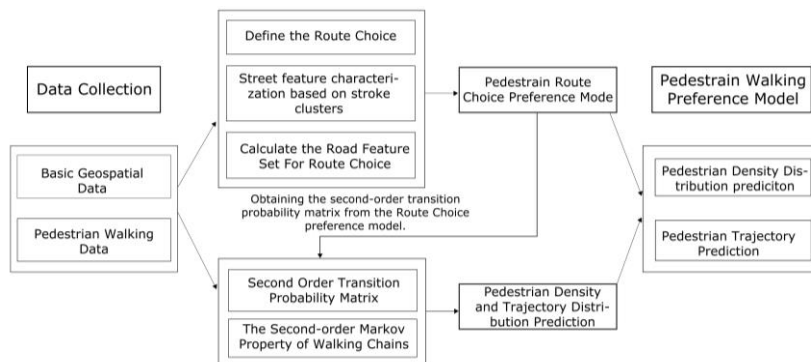 Data Collection
Basic Geospatial
Data
Pedestrian Walking
Data
Define the Route Choice
Street feature characteri-
zation based on stroke
clusters
Calculate the Road Feature
Set For Route Choice
Obtaining the second-order transition
probability matrix from the Route Choice
preference model.
Second Order Transition
Probability Matrix
The Second-order Markov
Property of Walking Chains
Pedestrain Route
Choice Preference Mode
Pedestrian Density
and Trajectory Distri-
bution Prediction
Pedestrain Walking
Preference Model
Pedestrian Density Dis-
tribution prediciton
Pedestrian Trajectory
Prediction